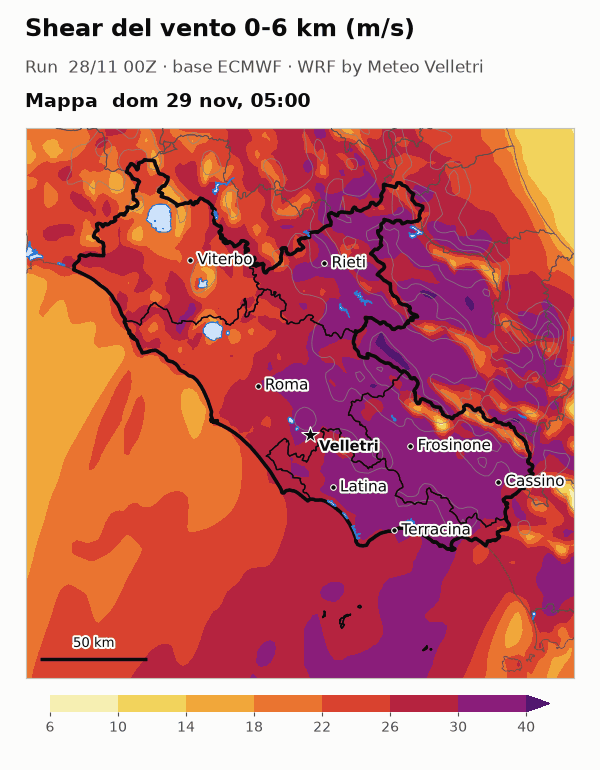 Shear del vento 0-6 km (m/s)
Run  28/11 00Z · base ECMWF · WRF by Meteo Velletri
Mappa  dom 29 nov, 05:00
Viterbo
Rieti
Roma
Velletri
Frosinone
Cassino
Latina
Terracina
50 km
6 10 14 18 22 26 30 40